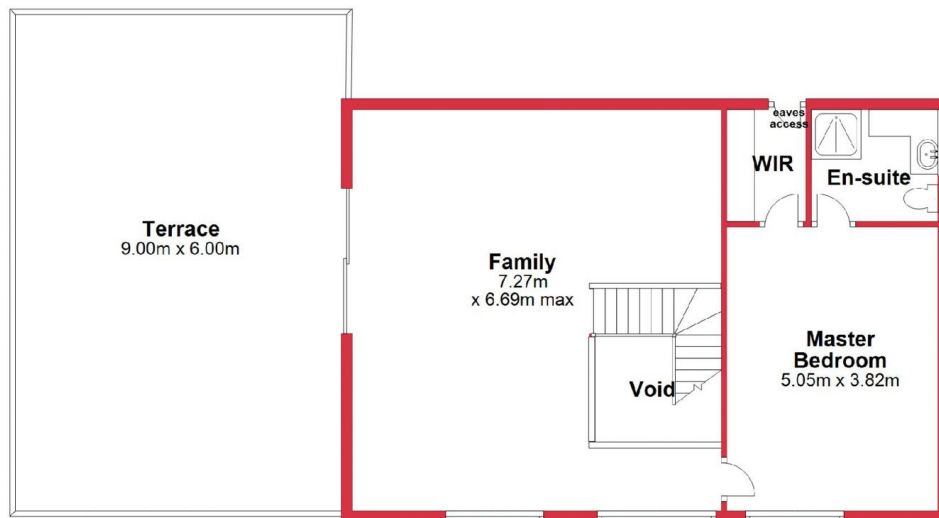 Terrace
9.00m x 6.00m
Family
7.27m
x 6.69m max
Void
eaves
access
WIR
En-suite
Master
Bedroom
5.05m x 3.82m